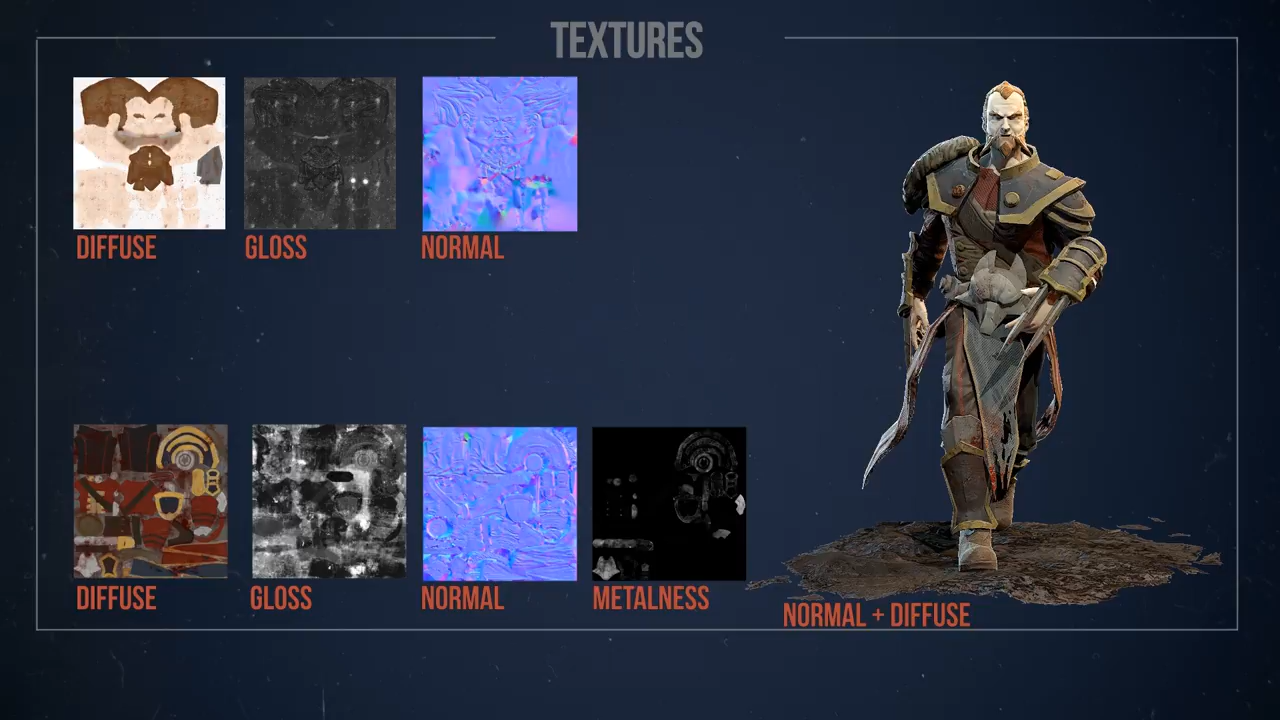 TEXTURES
DIFFUSE
GLOSS
NORMAL
DIFFUSE
GLOSS
NORMAL
METALNESS
NORMAL + DIFFUSE